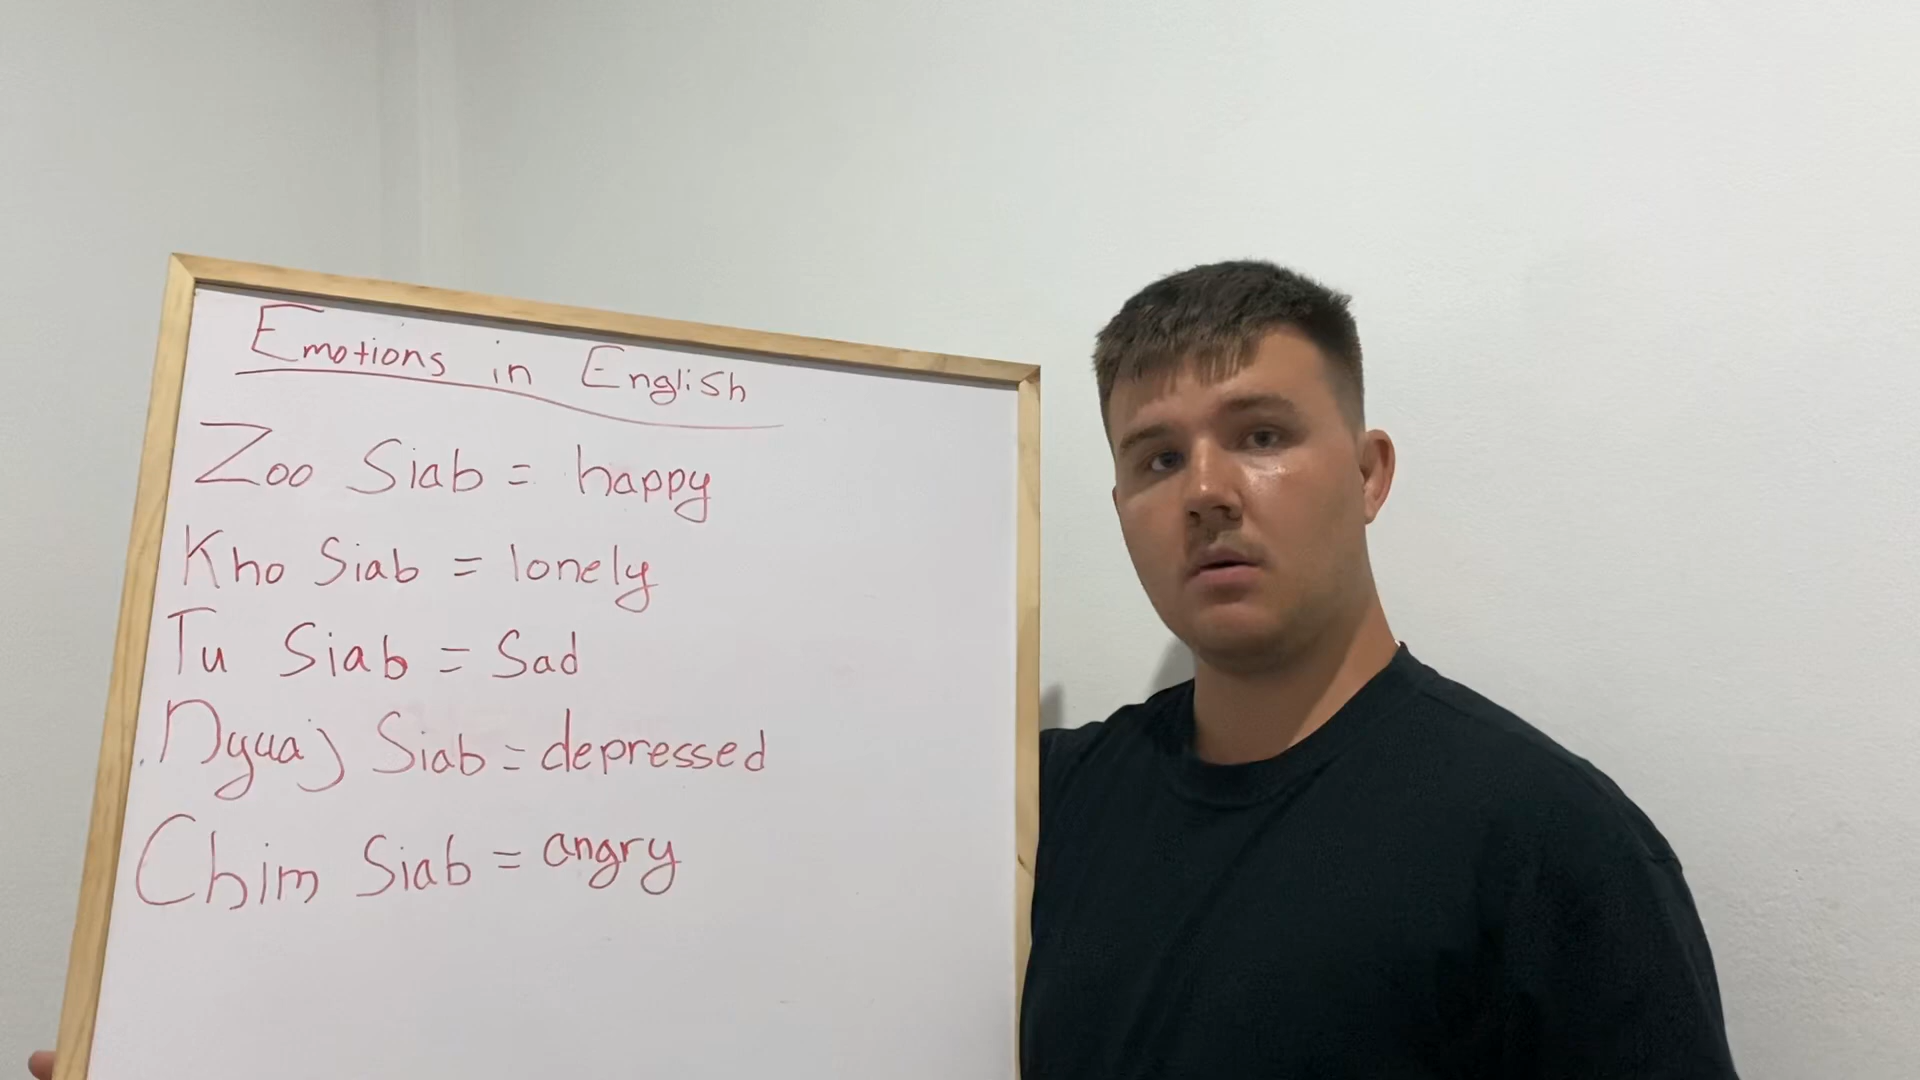 Emotions in English
Zoo Siab = happy
Kho Siab = lonely
Tu Siab = Sad
Nyuaj Siab = depressed
Chim Siab = angry